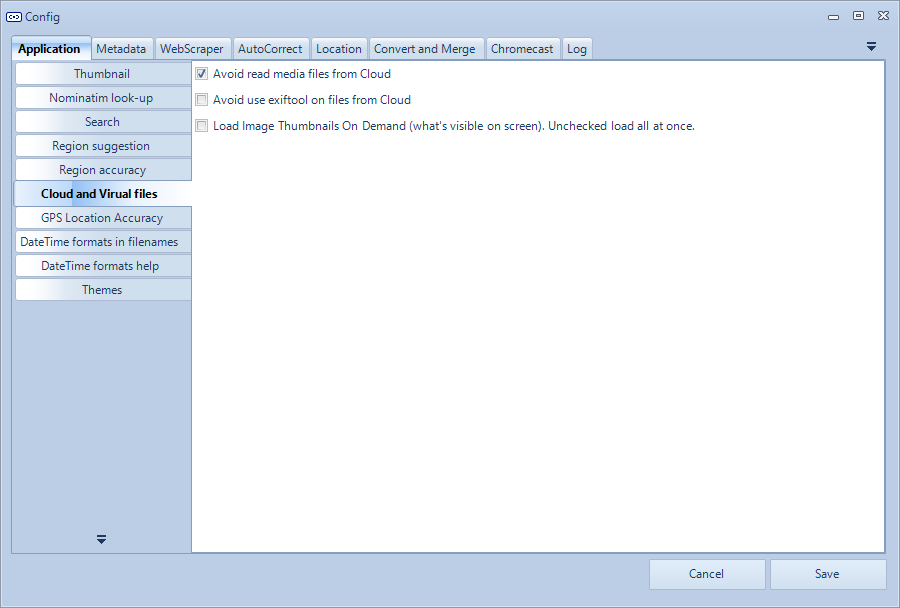 Config
Application Metadata WebScraper AutoCorrect Location Convert and Merge Chromecast Log
Thumbnail
Nominatim look-up
Search
Region suggestion
Region accuracy
Cloud and Virual files
GPS Location Accuracy
DateTime formats in filenames
DateTime formats help
Themes
Avoid read media files from Cloud
Avoid use exiftool on files from Cloud
Load Image Thumbnails On Demand (what's visible on screen). Unchecked load all at once.
Cancel Save